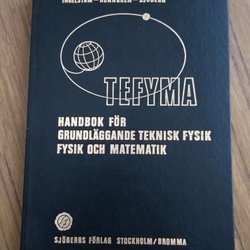 INGELSTAM—RÖNNGREN—SJÖBERG
TEFYMA
HANDBOK FÖR
GRUNDLÄGGANDE TEKNISK FYSIK
FYSIK OCH MATEMATIK
SJÖBERGS FÖRLAG STOCKHOLM/BROMMA